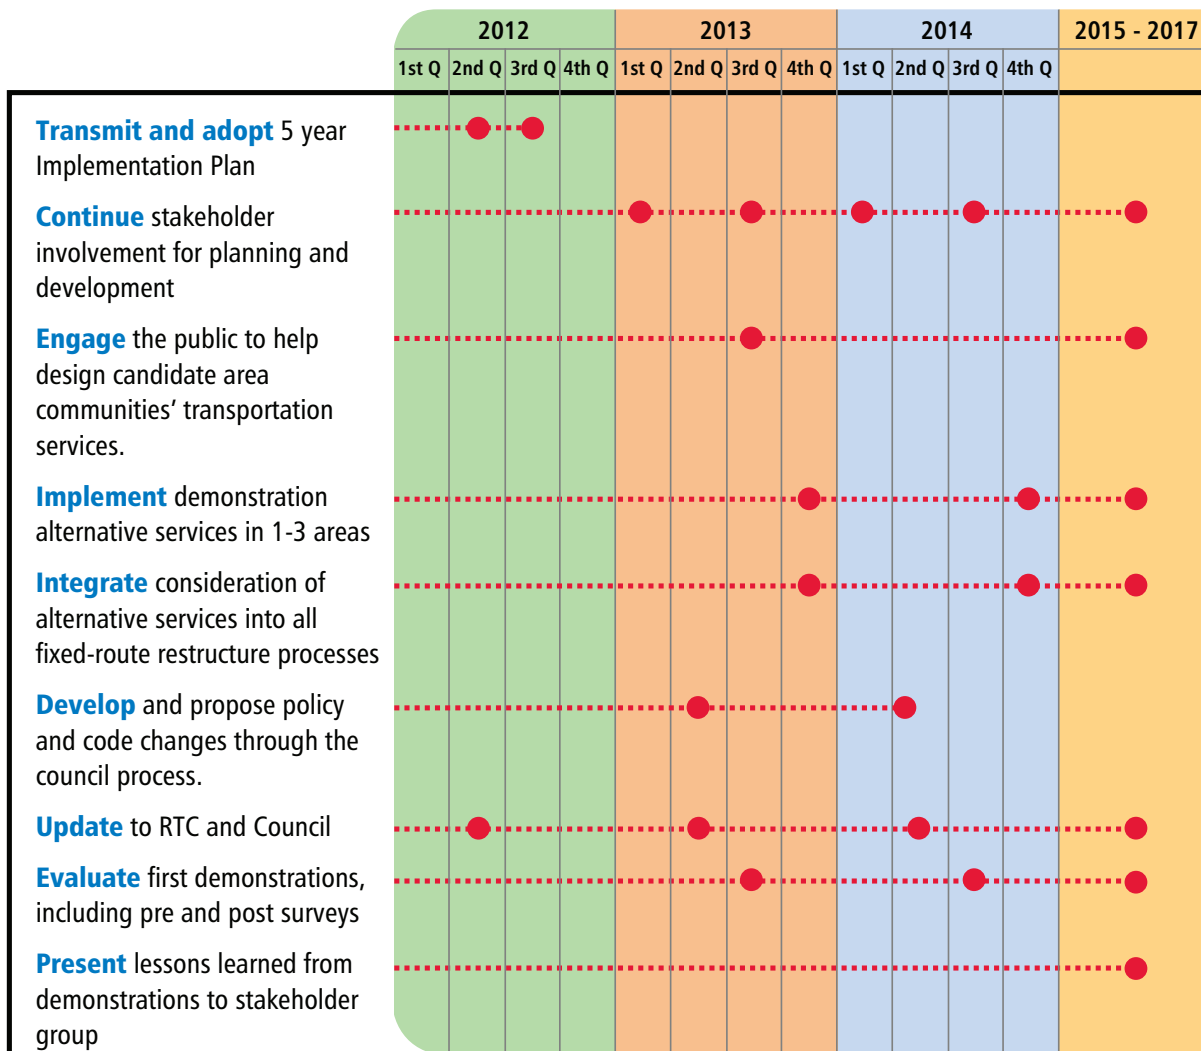 2012 2013 2014 2015 - 2017
1st Q 2nd Q 3rd Q 4th Q 1st Q 2nd Q 3rd Q 4th Q 1st Q 2nd Q 3rd Q 4th Q
Transmit and adopt 5 year
Implementation Plan
Continue stakeholder
involvement for planning and
development
Engage the public to help
design candidate area
communities’ transportation
services.
Implement demonstration
alternative services in 1-3 areas
Integrate consideration of
alternative services into all
fixed-route restructure processes
Develop and propose policy
and code changes through the
council process.
Update to RTC and Council
Evaluate first demonstrations,
including pre and post surveys
Present lessons learned from
demonstrations to stakeholder
group